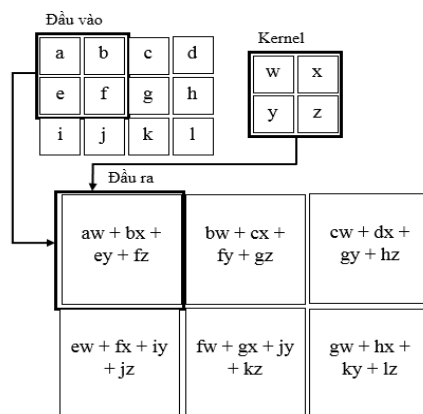 Đầu vào
Kernel
a b c d
e f g h
i j k l
w x
y z
Đầu ra
aw + bx +
ey + fz
bw + cx +
fy + gz
cw + dx +
gy + hz
ew + fx + iy
+ jz
fw + gx + jy
+ kz
gw + hx +
ky + lz